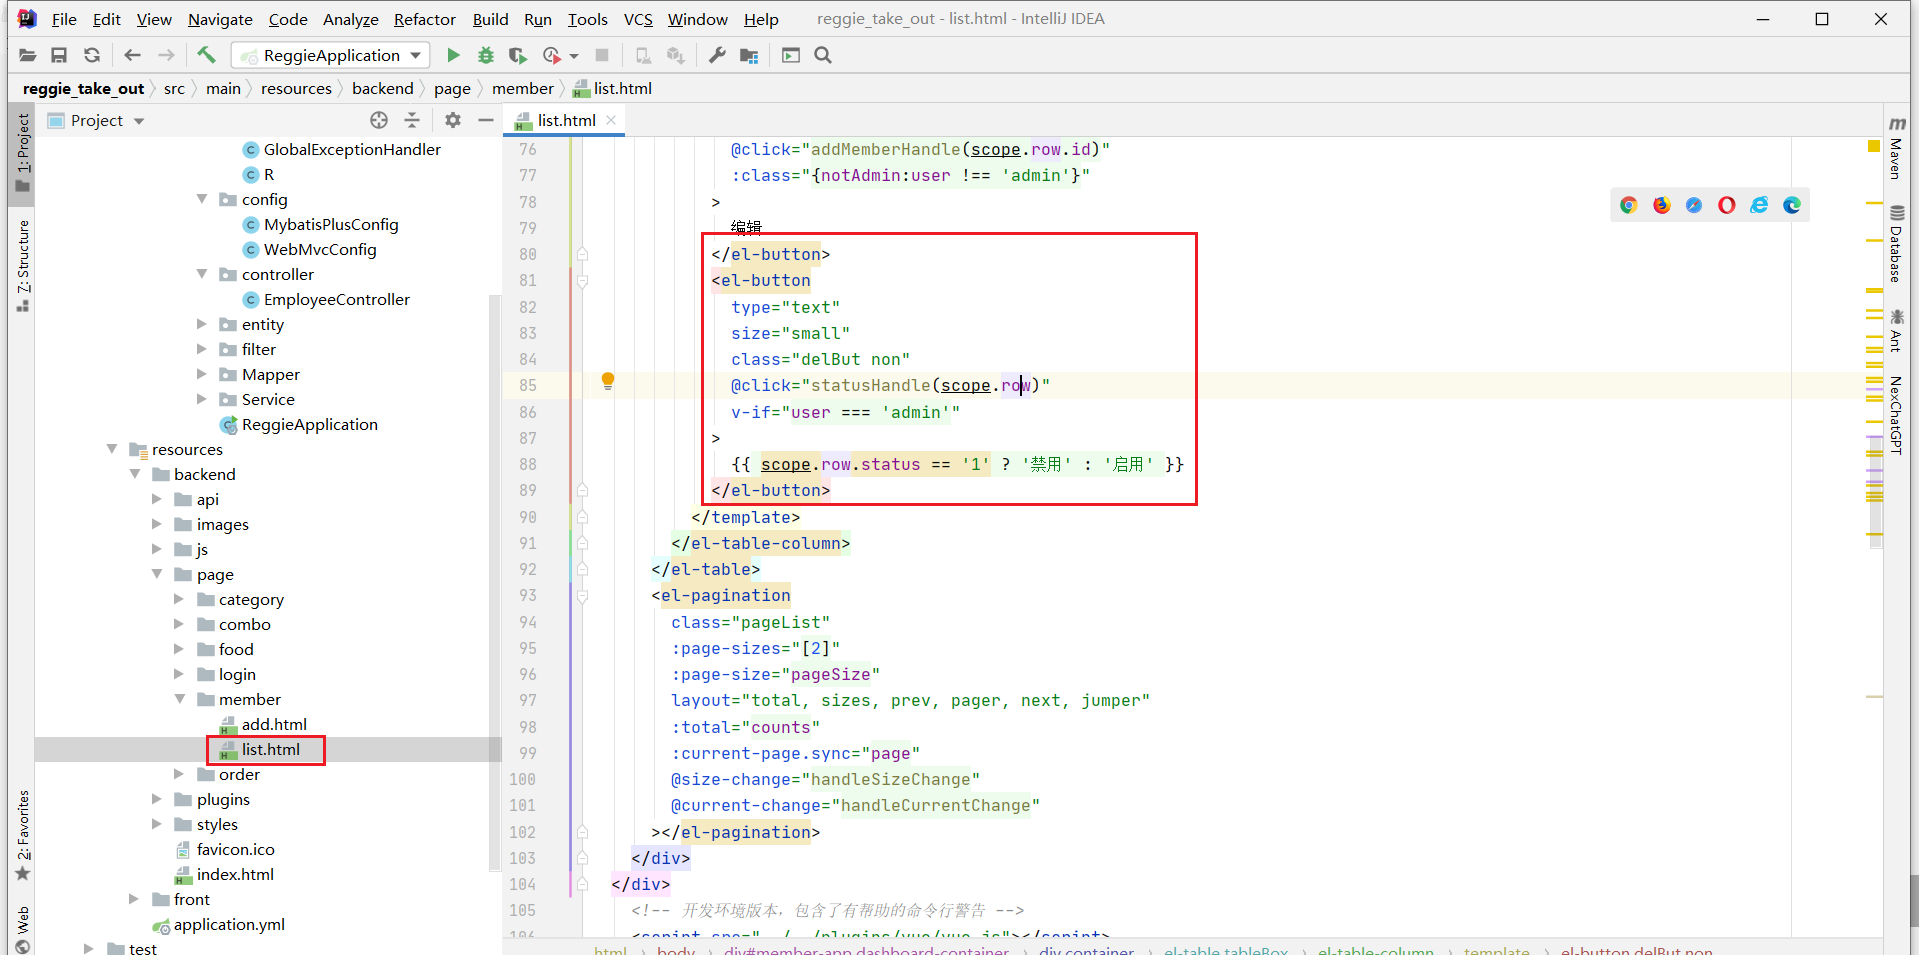 File Edit View Navigate Code Analyze Refactor Build Run Tools VCS Window Help reggie_take_out - list.html - IntelliJ IDEA
ReggieApplication
reggie_take_out src main resources backend page member list.html
Project
list.html
1: Project
7: Structure
2: Favorites
Web
GlobalExceptionHandler
R
config
MybatisPlusConfig
WebMvcConfig
controller
EmployeeController
entity
filter
Mapper
Service
ReggieApplication
resources
backend
api
images
js
page
category
combo
food
login
member
add.html
list.html
order
plugins
styles
favicon.ico
index.html
front
application.yml
test
76 @click="addMemberHandle(scope.row.id)"
77 :class="{notAdmin:user !== 'admin'}"
78 >
79 编辑
80 </el-button>
81 <el-button
82 type="text"
83 size="small"
84 class="delBut non"
85 @click="statusHandle(scope.row)"
86 v-if="user === 'admin'"
87 >
88 {{ scope.row.status == '1' ? '禁用' : '启用' }}
89 </el-button>
90 </template>
91 </el-table-column>
92 </el-table>
93 <el-pagination
94 class="pageList"
95 :page-sizes="[2]"
96 :page-size="pageSize"
97 layout="total, sizes, prev, pager, next, jumper"
98 :total="counts"
99 :current-page.sync="page"
100 @size-change="handleSizeChange"
101 @current-change="handleCurrentChange"
102 ></el-pagination>
103 </div>
104 </div>
105 <!-- 开发环境版本，包含了有帮助的命令行警告 -->
106 <script src="../../plugins/vue/vue.js"></script>
html body div#member-app.dashboard-container div.container el-table.tableBox el-table-column template el-button.delBut.non
m Maven
Database
Ant
NexChatGPT